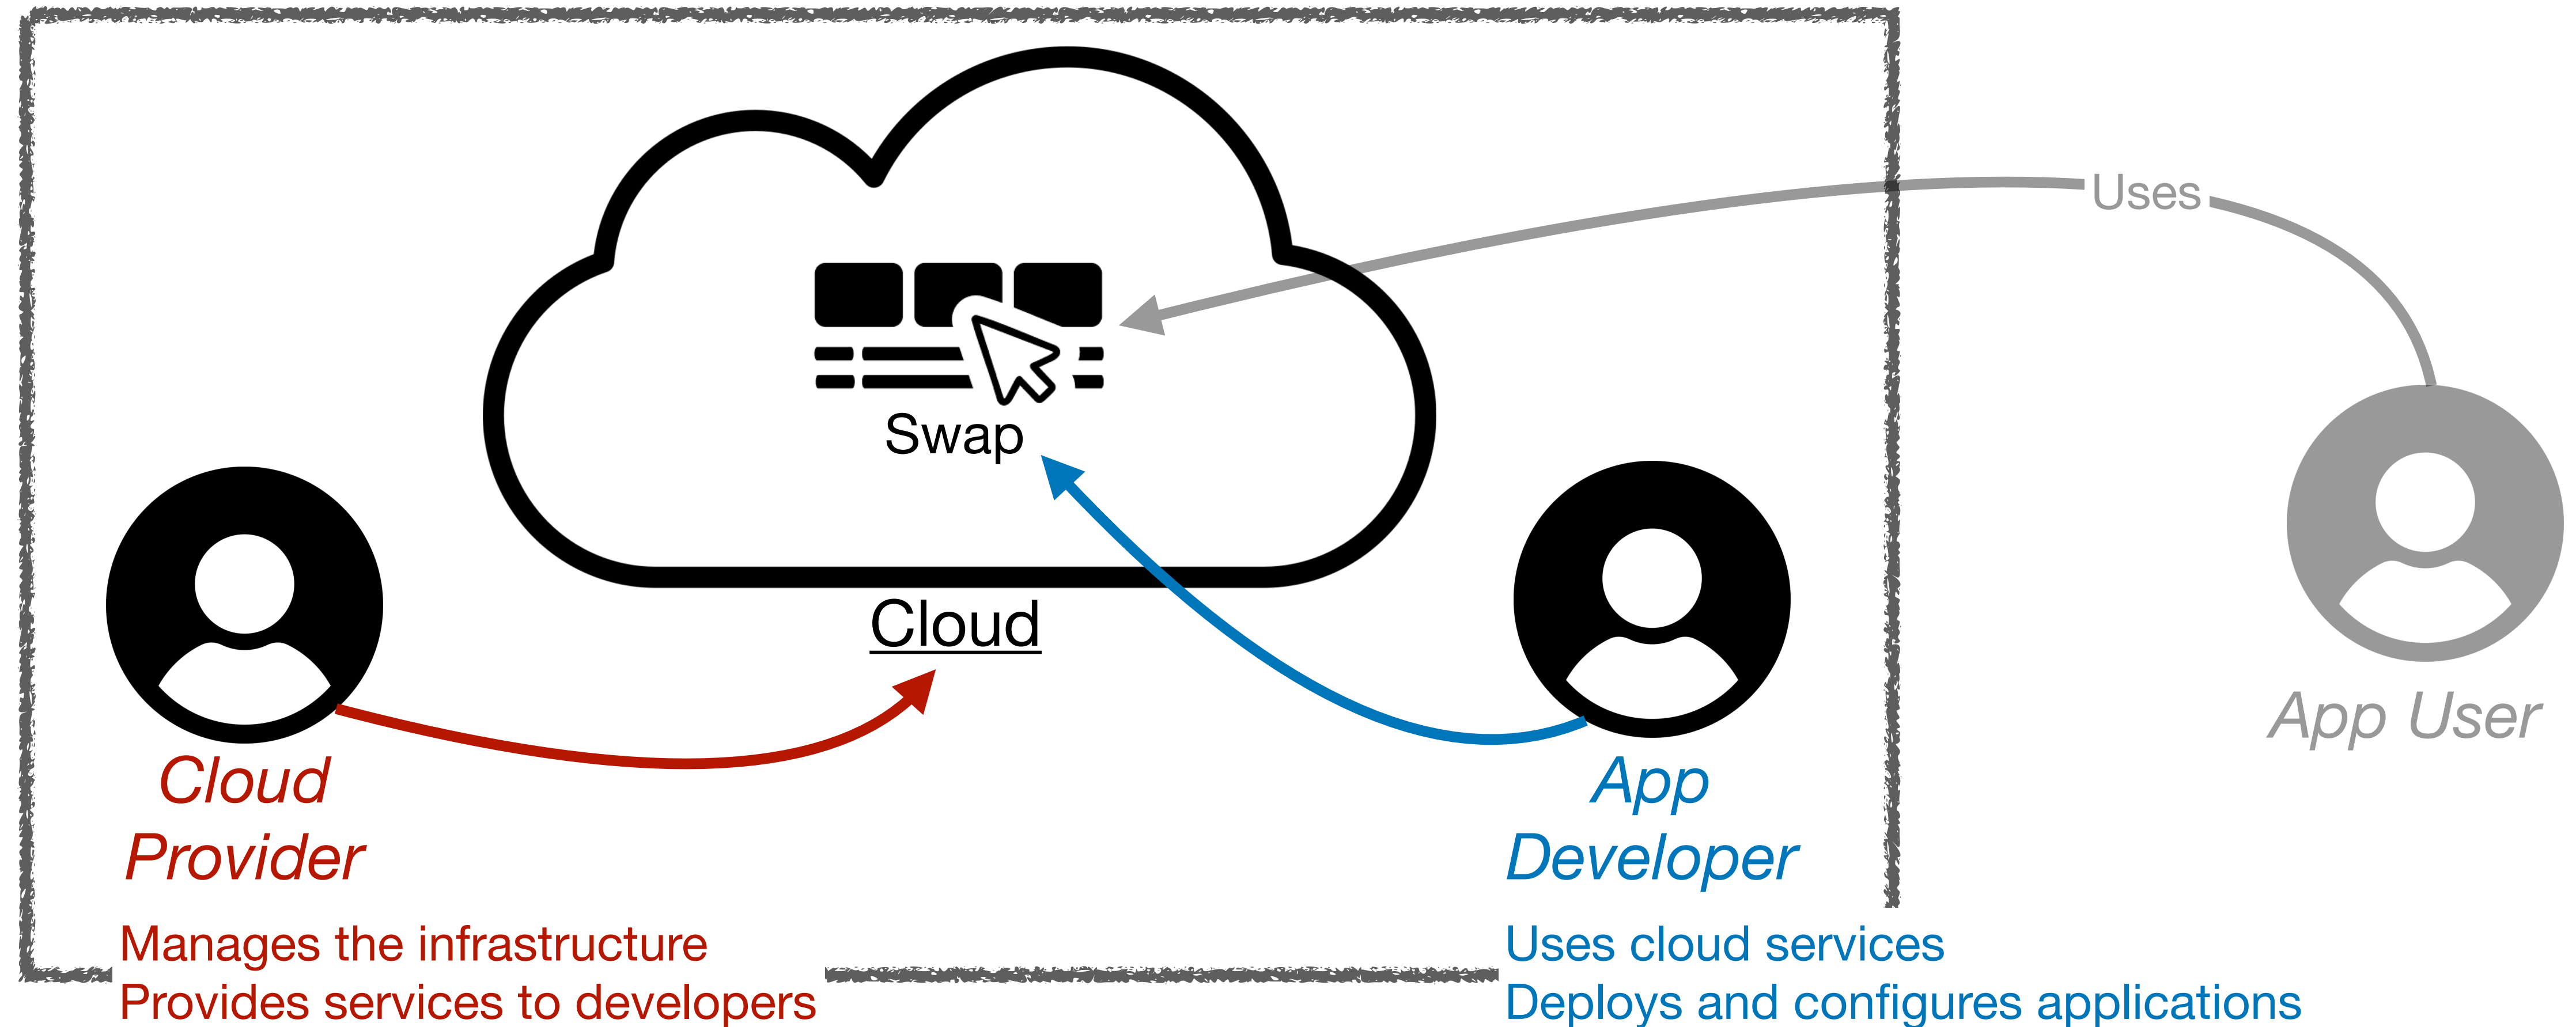 Uses
Swap
Cloud
App User
Cloud
Provider
App
Developer
Manages the infrastructure
Provides services to developers
Uses cloud services
Deploys and configures applications